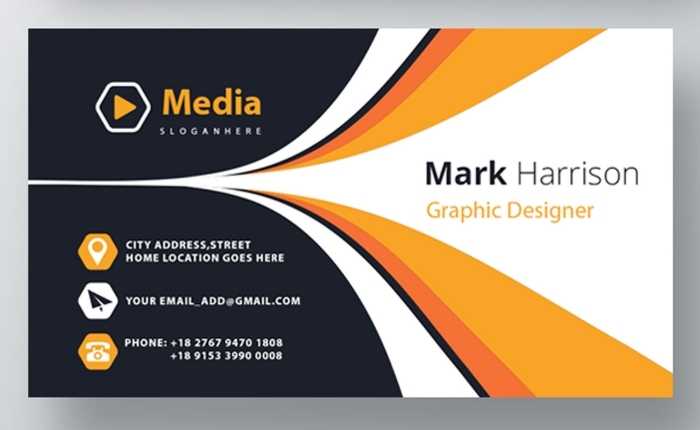 Media
SLOGANHERE
Mark Harrison
Graphic Designer
CITY ADDRESS,STREET
HOME LOCATION GOES HERE
YOUR EMAIL_ADD@GMAIL.COM
PHONE: +18 2767 9470 1808
+18 9153 3990 0008